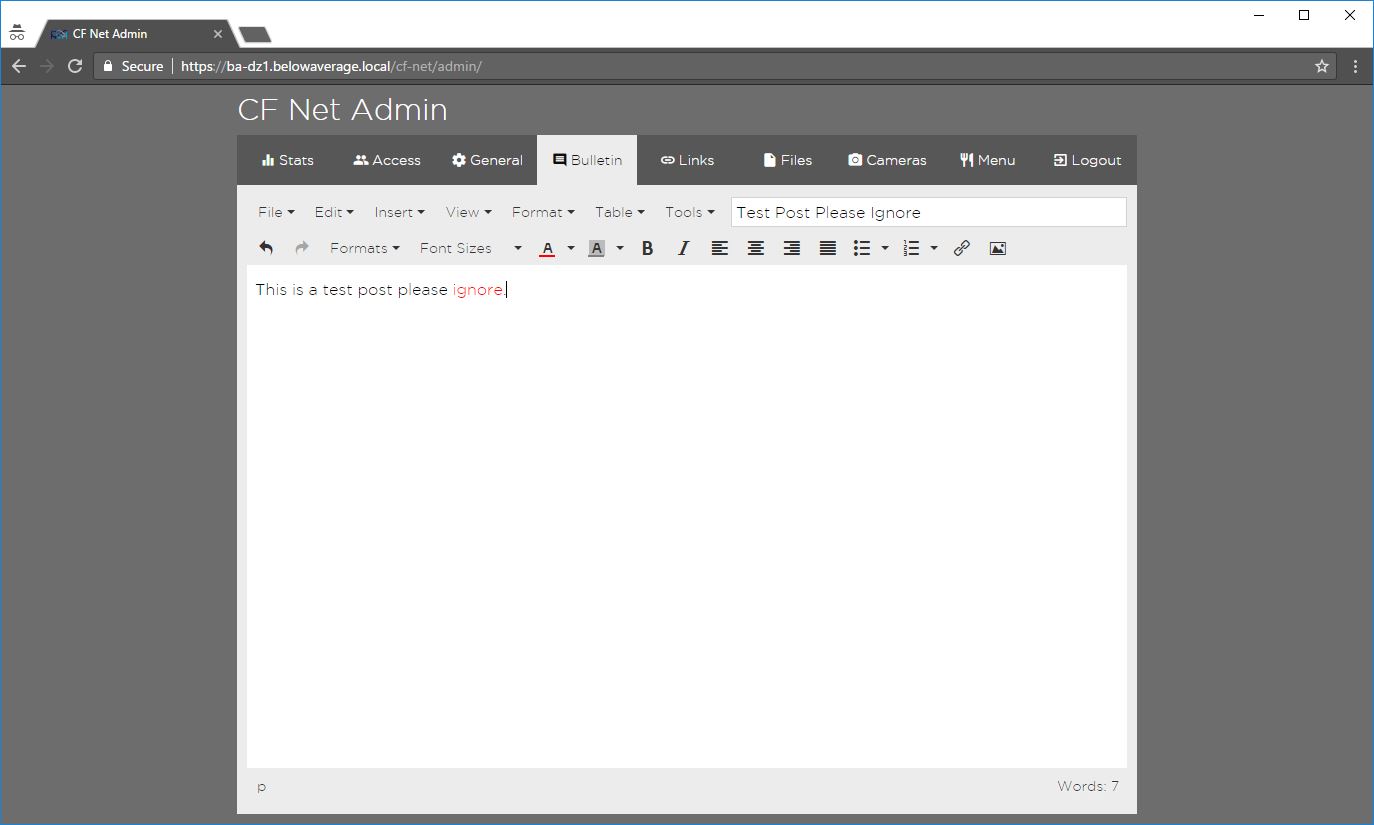 CF Net Admin
Secure https://ba-dz1.belowaverage.local/cf-net/admin/
CF Net Admin
Stats Access General Bulletin Links Files Cameras Menu Logout
File Edit Insert View Format Table Tools Test Post Please Ignore
Formats Font Sizes A A B I
This is a test post please ignore.
p Words: 7